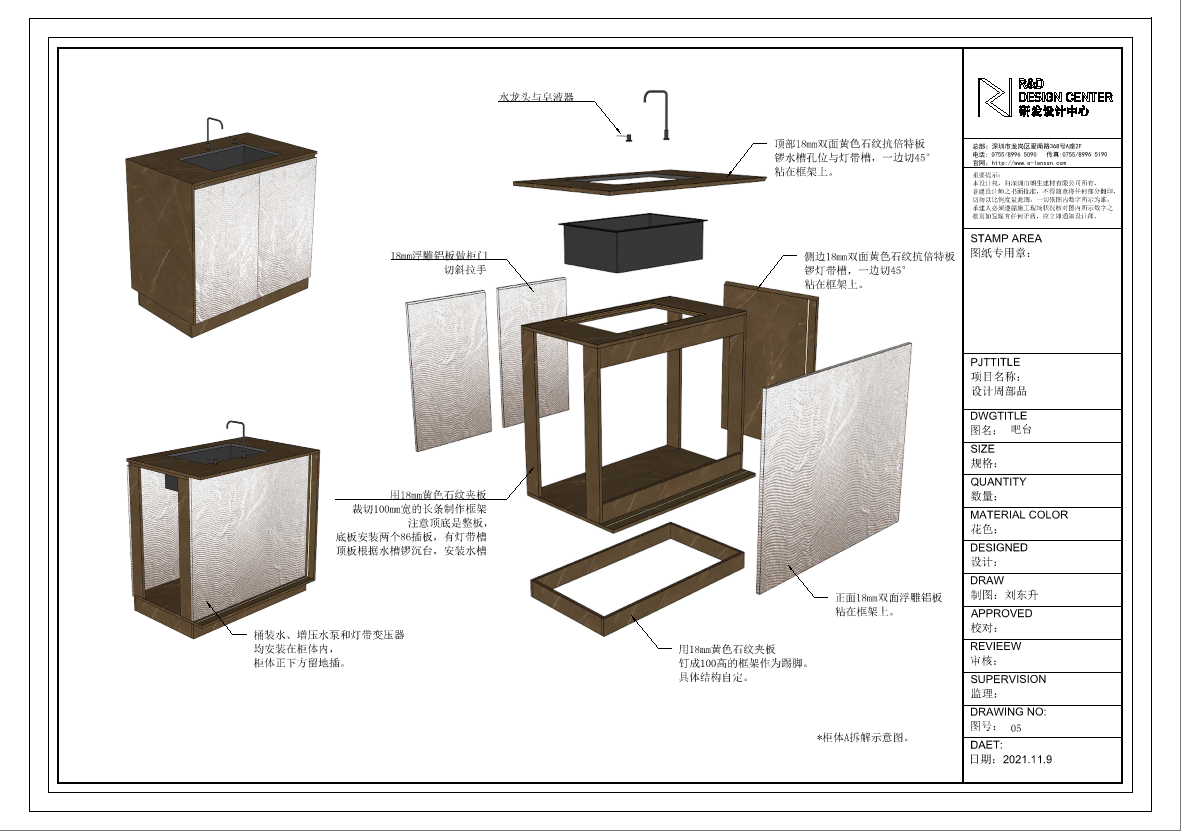 水龙头与皂液器
顶部18mm双面黄色石纹抗倍特板
锣水槽孔位与灯带槽，一边切45°
粘在框架上。
18mm浮雕铝板做柜门
切斜拉手
侧边18mm双面黄色石纹抗倍特板
锣灯带槽，一边切45°
粘在框架上。
用18mm黄色石纹夹板
裁切100mm宽的长条制作框架
注意顶底是整板，
底板安装两个86插板，有灯带槽
顶板根据水槽锣沉台，安装水槽
正面18mm双面浮雕铝板
粘在框架上。
桶装水、增压水泵和灯带变压器
均安装在柜体内，
柜体正下方留地插。
用18mm黄色石纹夹板
钉成100高的框架作为踢脚。
具体结构自定。
*柜体A拆解示意图。
R&D
DESIGN CENTER
研发设计中心
总部：深圳市龙岗区爱南路368号A座2F
电话：0755/8996 5090 传真:0755/8996 5190
官网：http://www.e-lansen.com
重要提示：
本设计权，归深圳市朗生建得有限公司所有，
非建设计师之书面批准，不得随意将任何部分翻印，
切勿以比例度量此图，一切依图内数字所示为准。
承建人必须遵照施工现场状况核对图内所示数字之
准别如发现有任何矛盾，应立即通知设计师。
STAMP AREA
图纸专用章：
PJTTITLE
项目名称：
设计周部品
DWGTITLE
图名： 吧台
SIZE
规格：
QUANTITY
数量：
MATERIAL COLOR
花色：
DESIGNED
设计：
DRAW
制图：刘东升
APPROVED
校对：
REVIEEW
审核：
SUPERVISION
监理：
DRAWING NO:
图号： 05
DAET:
日期：2021.11.9